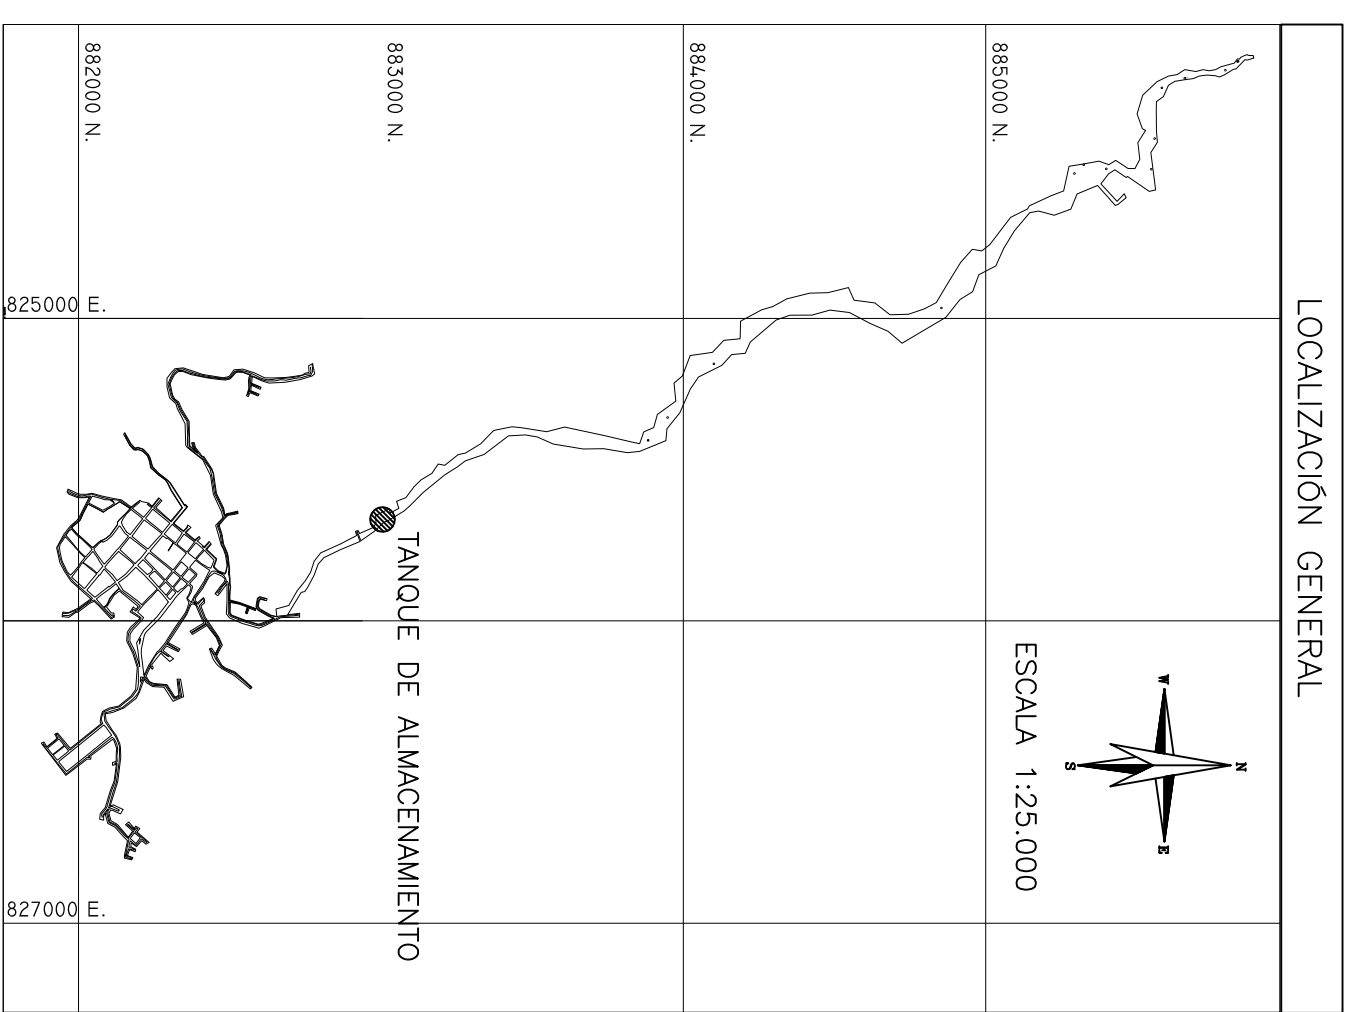 LOCALIZACIÓN GENERAL
885000 N.
884000 N.
883000 N.
882000 N.
825000 E.
827000 E.
N
W
E
S
ESCALA 1:25.000
TANQUE DE ALMACENAMIENTO